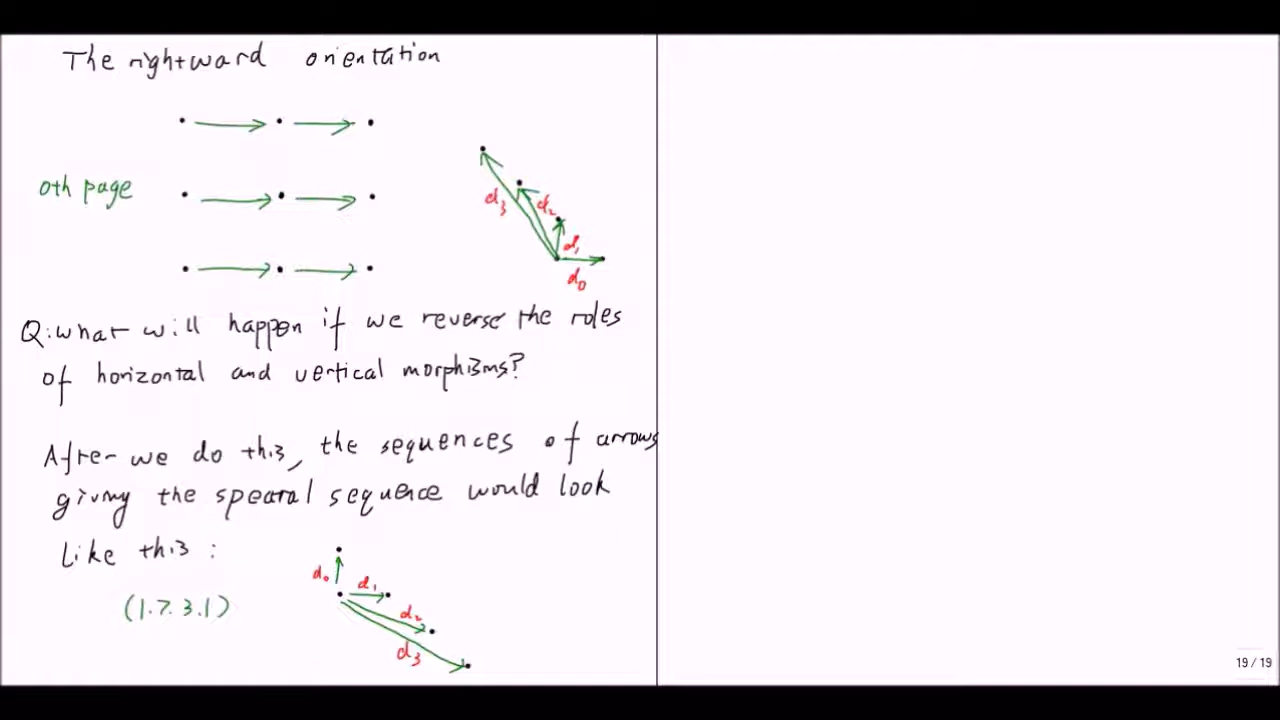 The rightward orientation
0th page
d3
d2
d1
d0
Q: what will happen if we reverse the roles
of horizontal and vertical morphisms?
After we do this, the sequences of arrows
giving the spectral sequence would look
like this:
d0
d1
d2
d3
(1.7.3.1)
19 / 19